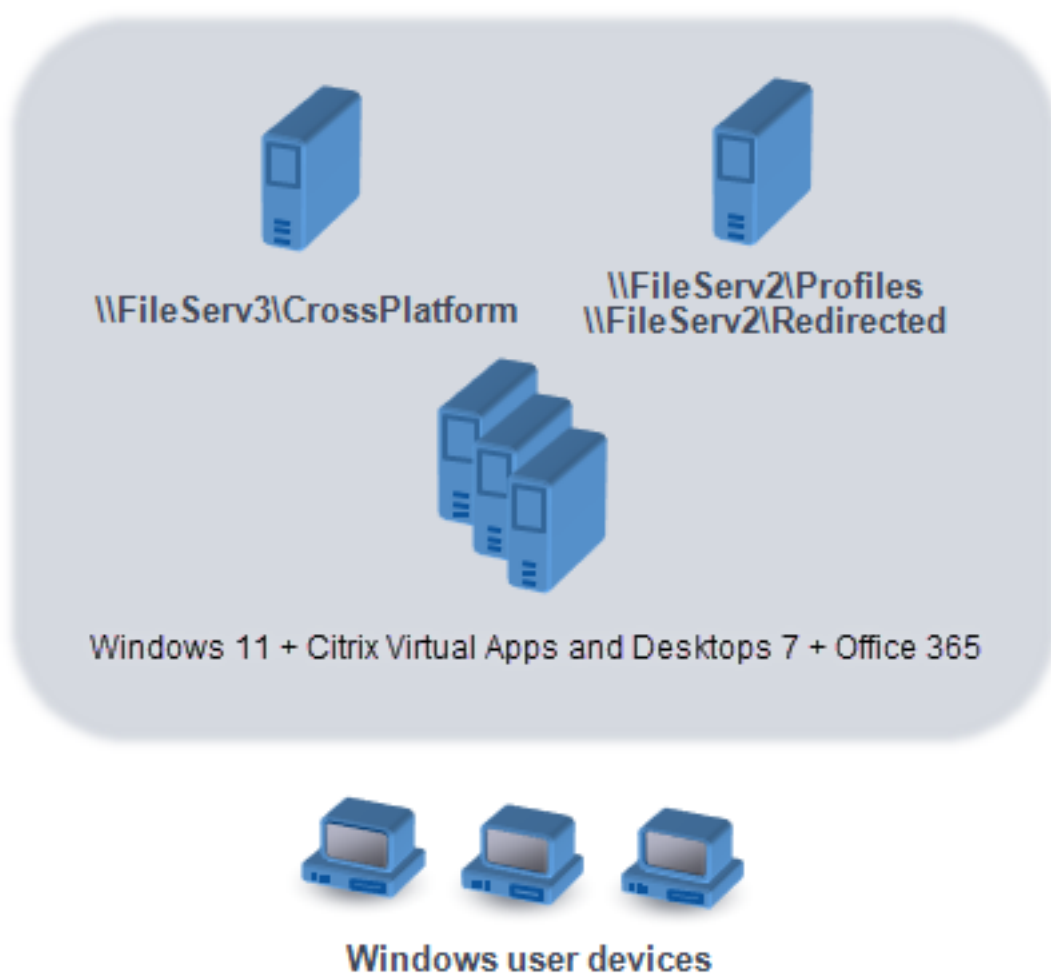 \\FileServ3\CrossPlatform
\\FileServ2\Profiles
\\FileServ2\Redirected
Windows 11 + Citrix Virtual Apps and Desktops 7 + Office 365
Windows user devices